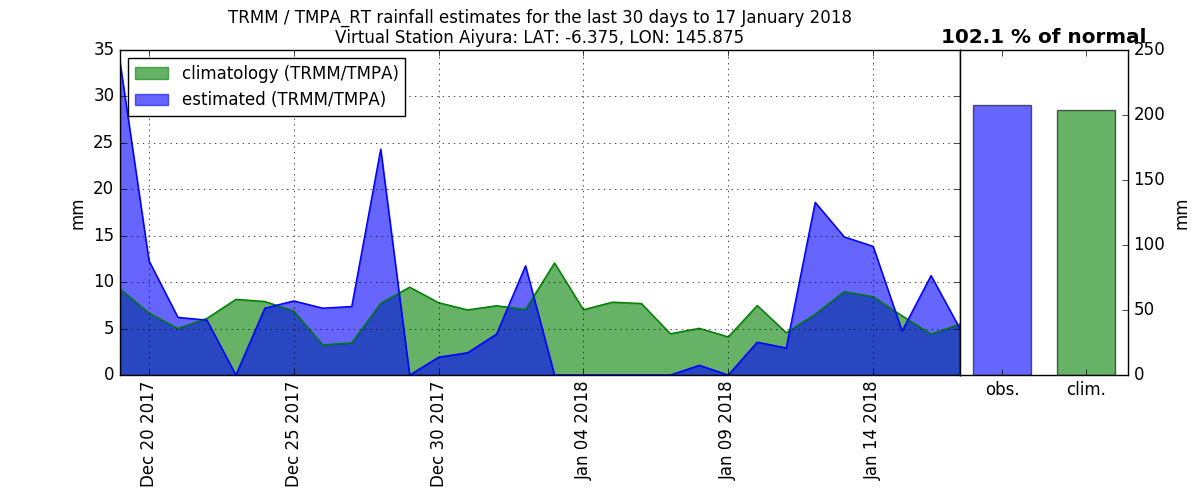 TRMM / TMPA_RT rainfall estimates for the last 30 days to 17 January 2018
Virtual Station Aiyura: LAT: -6.375, LON: 145.875
102.1 % of normal
climatology (TRMM/TMPA)
estimated (TRMM/TMPA)
35
30
25
20
15
10
5
0
mm
Dec 20 2017
Dec 25 2017
Dec 30 2017
Jan 04 2018
Jan 09 2018
Jan 14 2018
250
200
150
100
50
0
mm
obs.
clim.